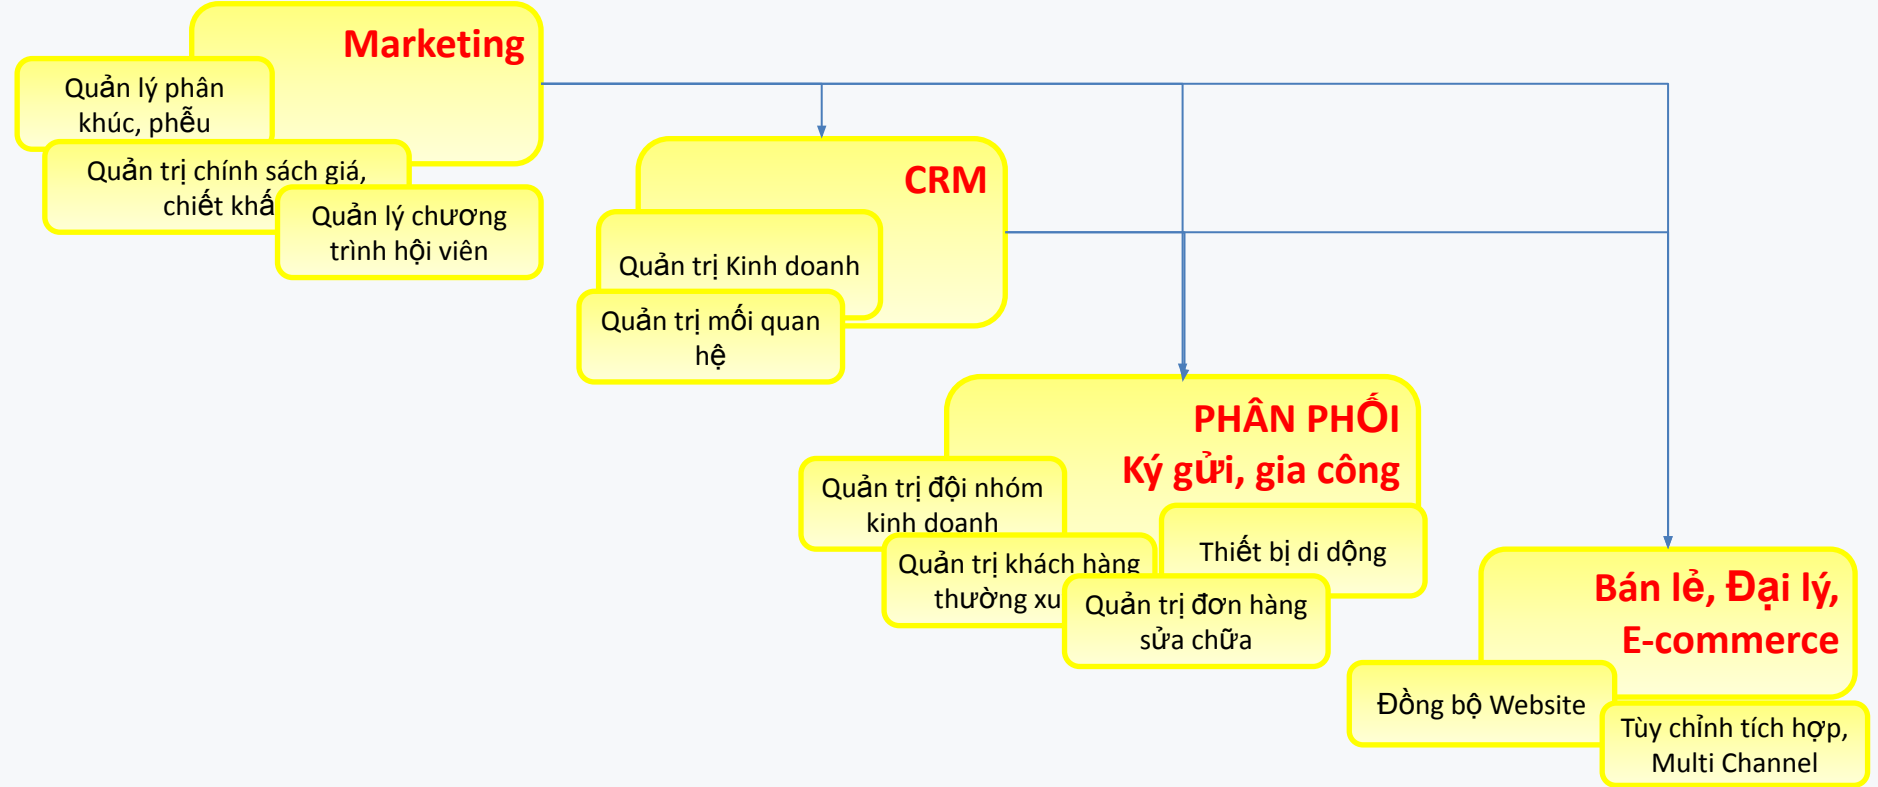 Marketing
Quản lý phân
khúc, phễu
Quản trị chính sách giá,
chiết khấ
Quản lý chương
trình hội viên
CRM
Quản trị Kinh doanh
Quản trị mối quan
hệ
PHÂN PHỐI
Ký gửi, gia công
Quản trị đội nhóm
kinh doanh
Quản trị khách hàng
thường xu
Thiết bị di dộng
Quản trị đơn hàng
sửa chữa
Bán lẻ, Đại lý,
E-commerce
Đồng bộ Website
Tùy chỉnh tích hợp,
Multi Channel